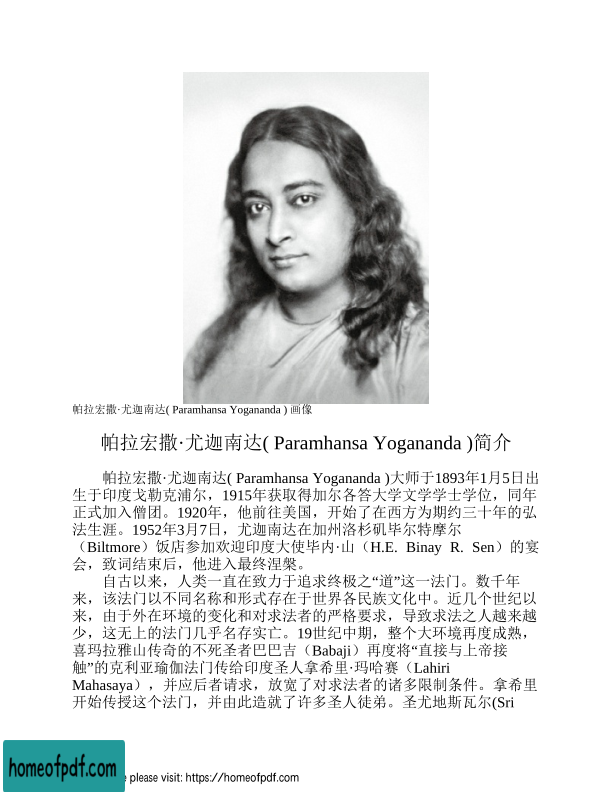 帕拉宏撒·尤迦南达( Paramhansa Yogananda ) 画像
帕拉宏撒·尤迦南达( Paramhansa Yogananda )简介
帕拉宏撒·尤迦南达( Paramhansa Yogananda )大师于1893年1月5日出
生于印度戈勒克浦尔，1915年获取得加尔各答大学文学学士学位，同年
正式加入僧团。1920年，他前往美国，开始了在西方为期约三十年的弘
法生涯。1952年3月7日，尤迦南达在加州洛杉矶毕尔特摩尔
（Biltmore）饭店参加欢迎印度大使毕内·山（H.E. Binay R. Sen）的宴
会，致词结束后，他进入最终涅槃。
自古以来，人类一直在致力于追求终极之“道”这一法门。数千年
来，该法门以不同名称和形式存在于世界各民族文化中。近几个世纪以
来，由于外在环境的变化和对求法者的严格要求，导致求法之人越来越
少，这无上的法门几乎名存实亡。19世纪中期，整个大环境再度成熟，
喜玛拉雅山传奇的不死圣者巴巴吉（Babaji）再度将“直接与上帝接
触”的克利亚瑜伽法门传给印度圣人拿希里·玛哈赛（Lahiri
Mahasaya），并应后者请求，放宽了对求法者的诸多限制条件。拿希里
开始传授这个法门，并由此造就了许多圣人徒弟。圣尤地斯瓦尔(Sri
homeofpdf.com
please visit: https://homeofpdf.com